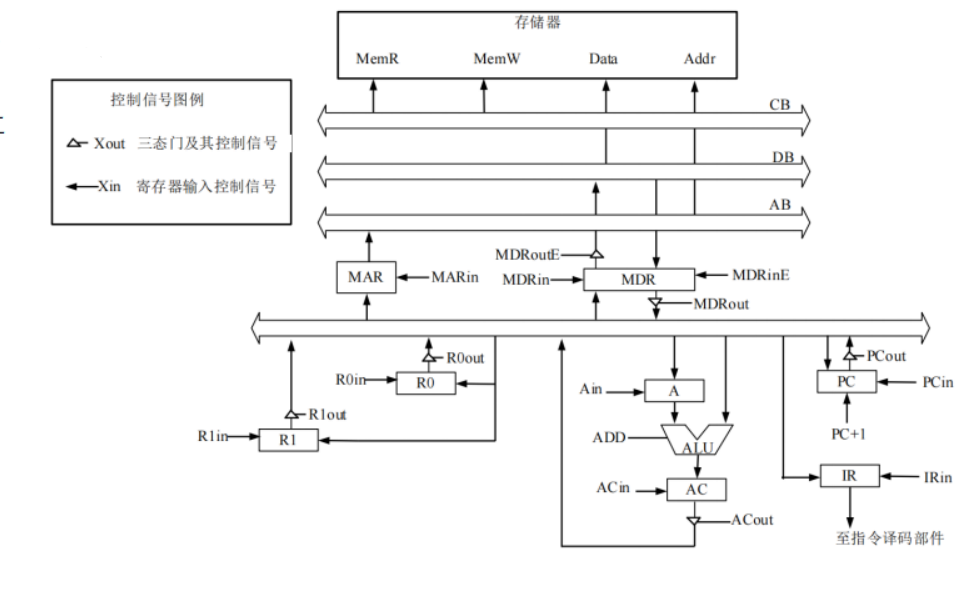 存储器
MemR MemW Data Addr
控制信号图例
Xout 三态门及其控制信号
Xin 寄存器输入控制信号
CB
DB
AB
MDRoutE
MAR MARin MDRin MDR MDRinE
MDRout
R0out PCout
R0in R0 Ain A PC PCin
R1out
R1in R1 ADD ALU PC+1
ACin AC IR IRin
ACout
至指令译码部件